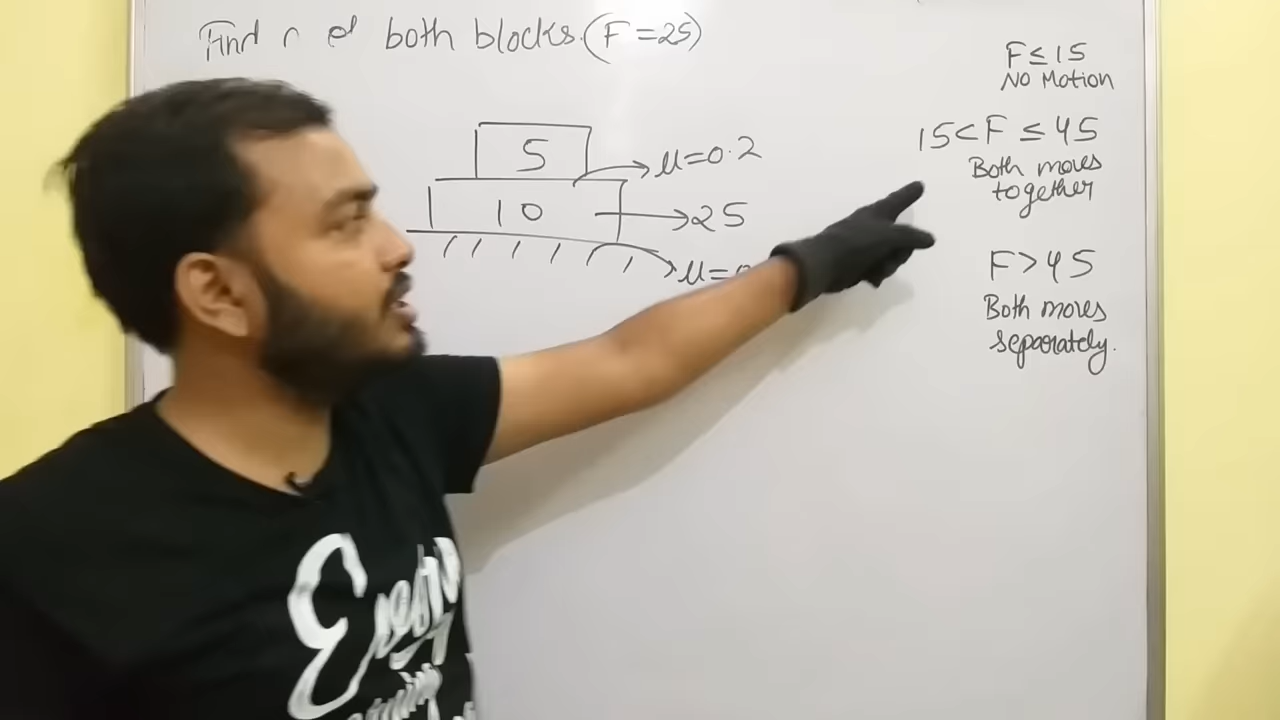 Find a of both blocks. (F = 25)
5
μ=0.2
10
25
μ=0
F ≤ 15
No Motion
15 < F ≤ 45
Both moves
together
F > 45
Both moves
separately.